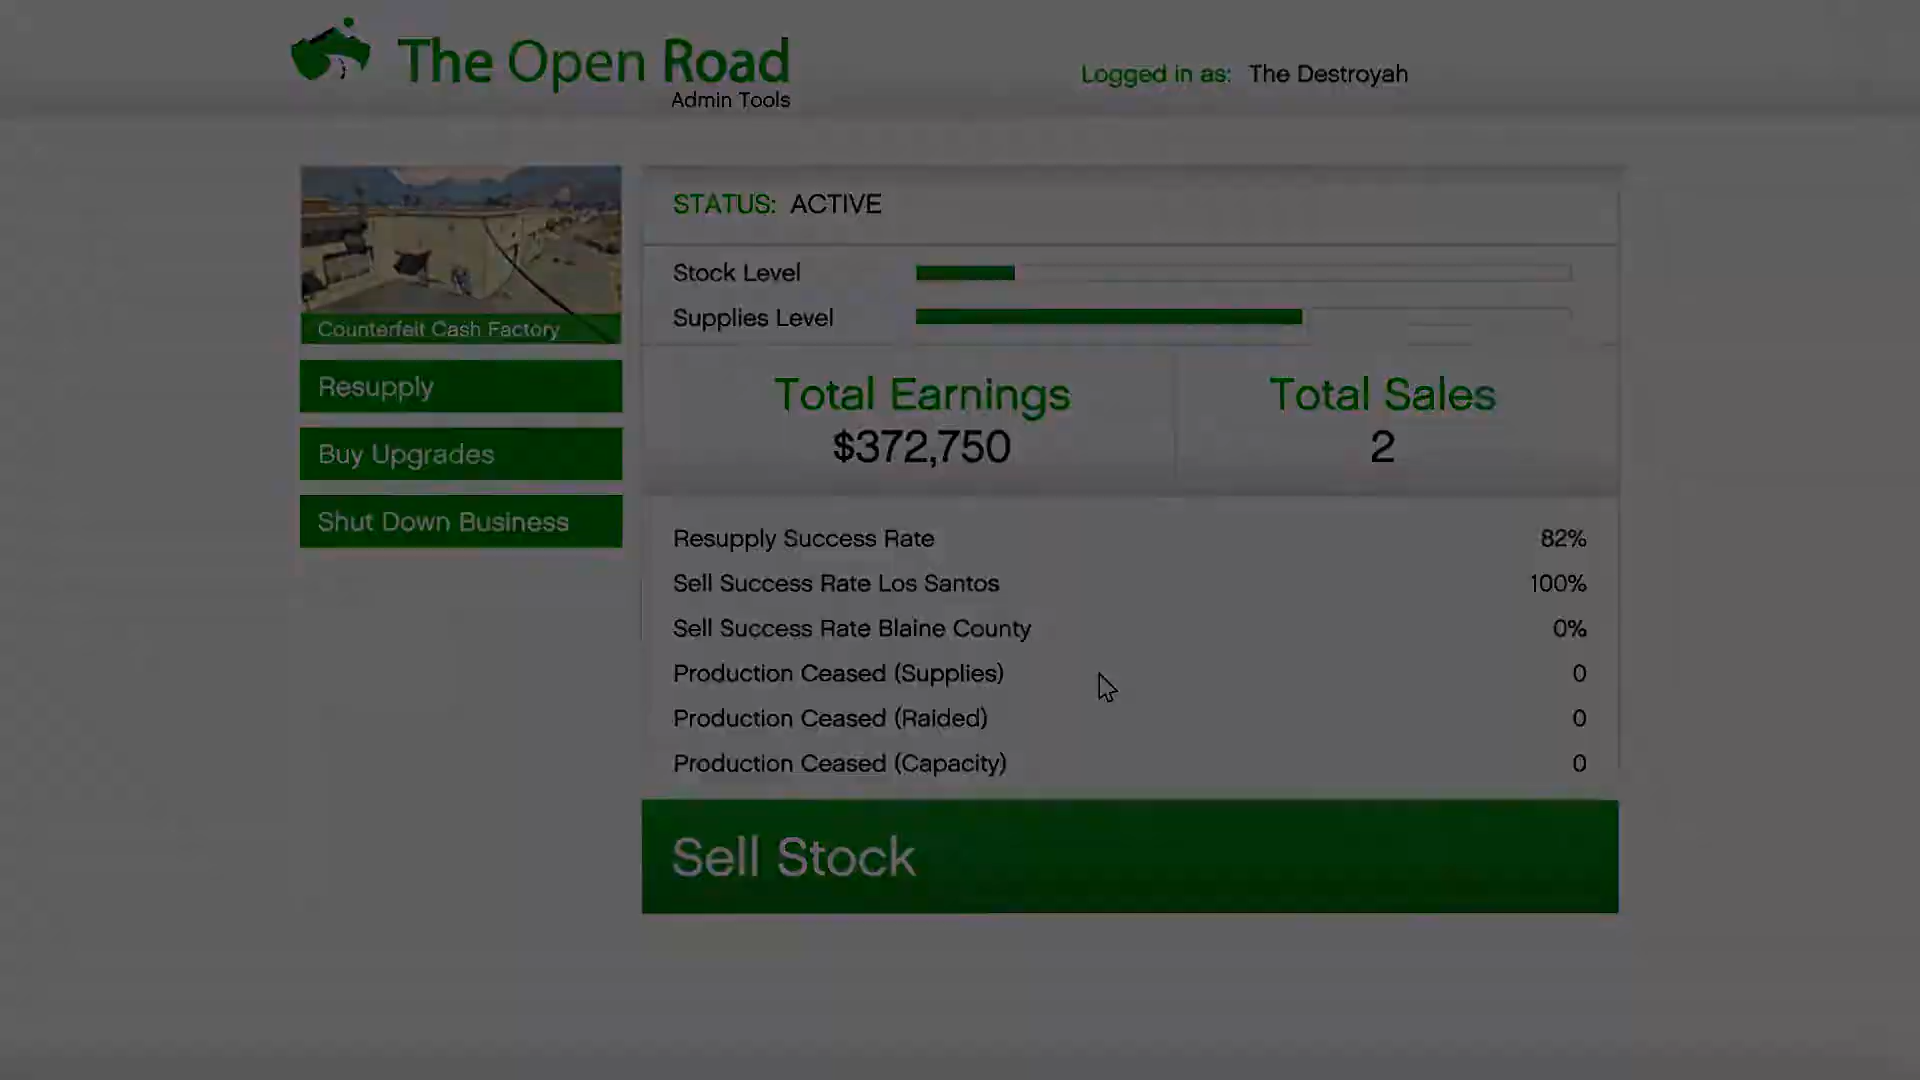 The Open Road
Admin Tools
Logged in as: The Destroyah
Counterfeit Cash Factory
Resupply
Buy Upgrades
Shut Down Business
STATUS: ACTIVE
Stock Level
Supplies Level
Total Earnings
$372,750
Total Sales
2
Resupply Success Rate 82%
Sell Success Rate Los Santos 100%
Sell Success Rate Blaine County 0%
Production Ceased (Supplies) 0
Production Ceased (Raided) 0
Production Ceased (Capacity) 0
Sell Stock